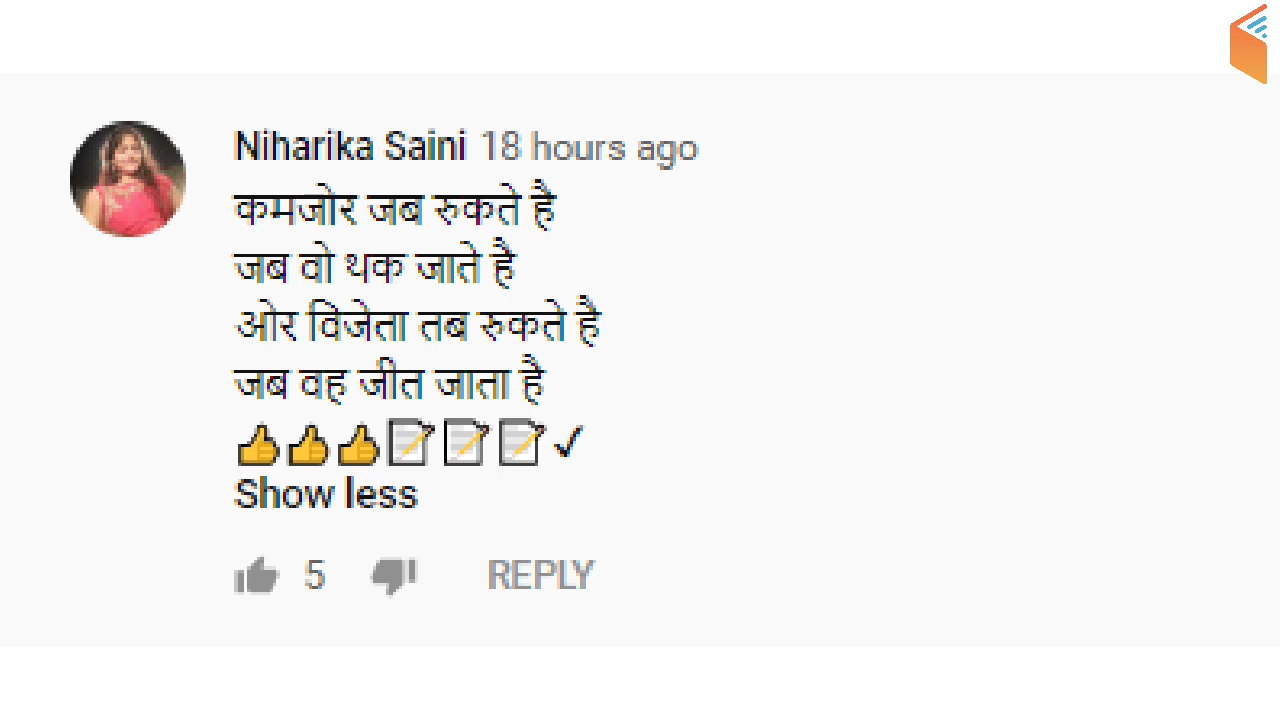 Niharika Saini 18 hours ago
कमजोर जब रुकते है
जब वो थक जाते है
ओर विजेता तब रुकते है
जब वह जीत जाता है
👍👍👍📝📝📝✓
Show less
5 REPLY